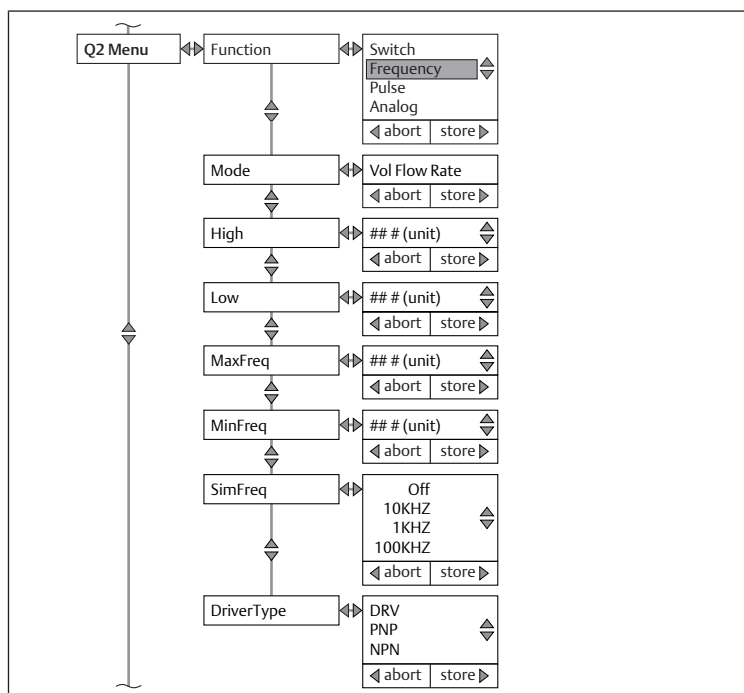 Q2 Menu
Function
Switch
Frequency
Pulse
Analog
abort store
Mode
Vol Flow Rate
abort store
High
## # (unit)
abort store
Low
## # (unit)
abort store
MaxFreq
## # (unit)
abort store
MinFreq
## # (unit)
abort store
SimFreq
Off
10KHZ
1KHZ
100KHZ
abort store
DriverType
DRV
PNP
NPN
abort store